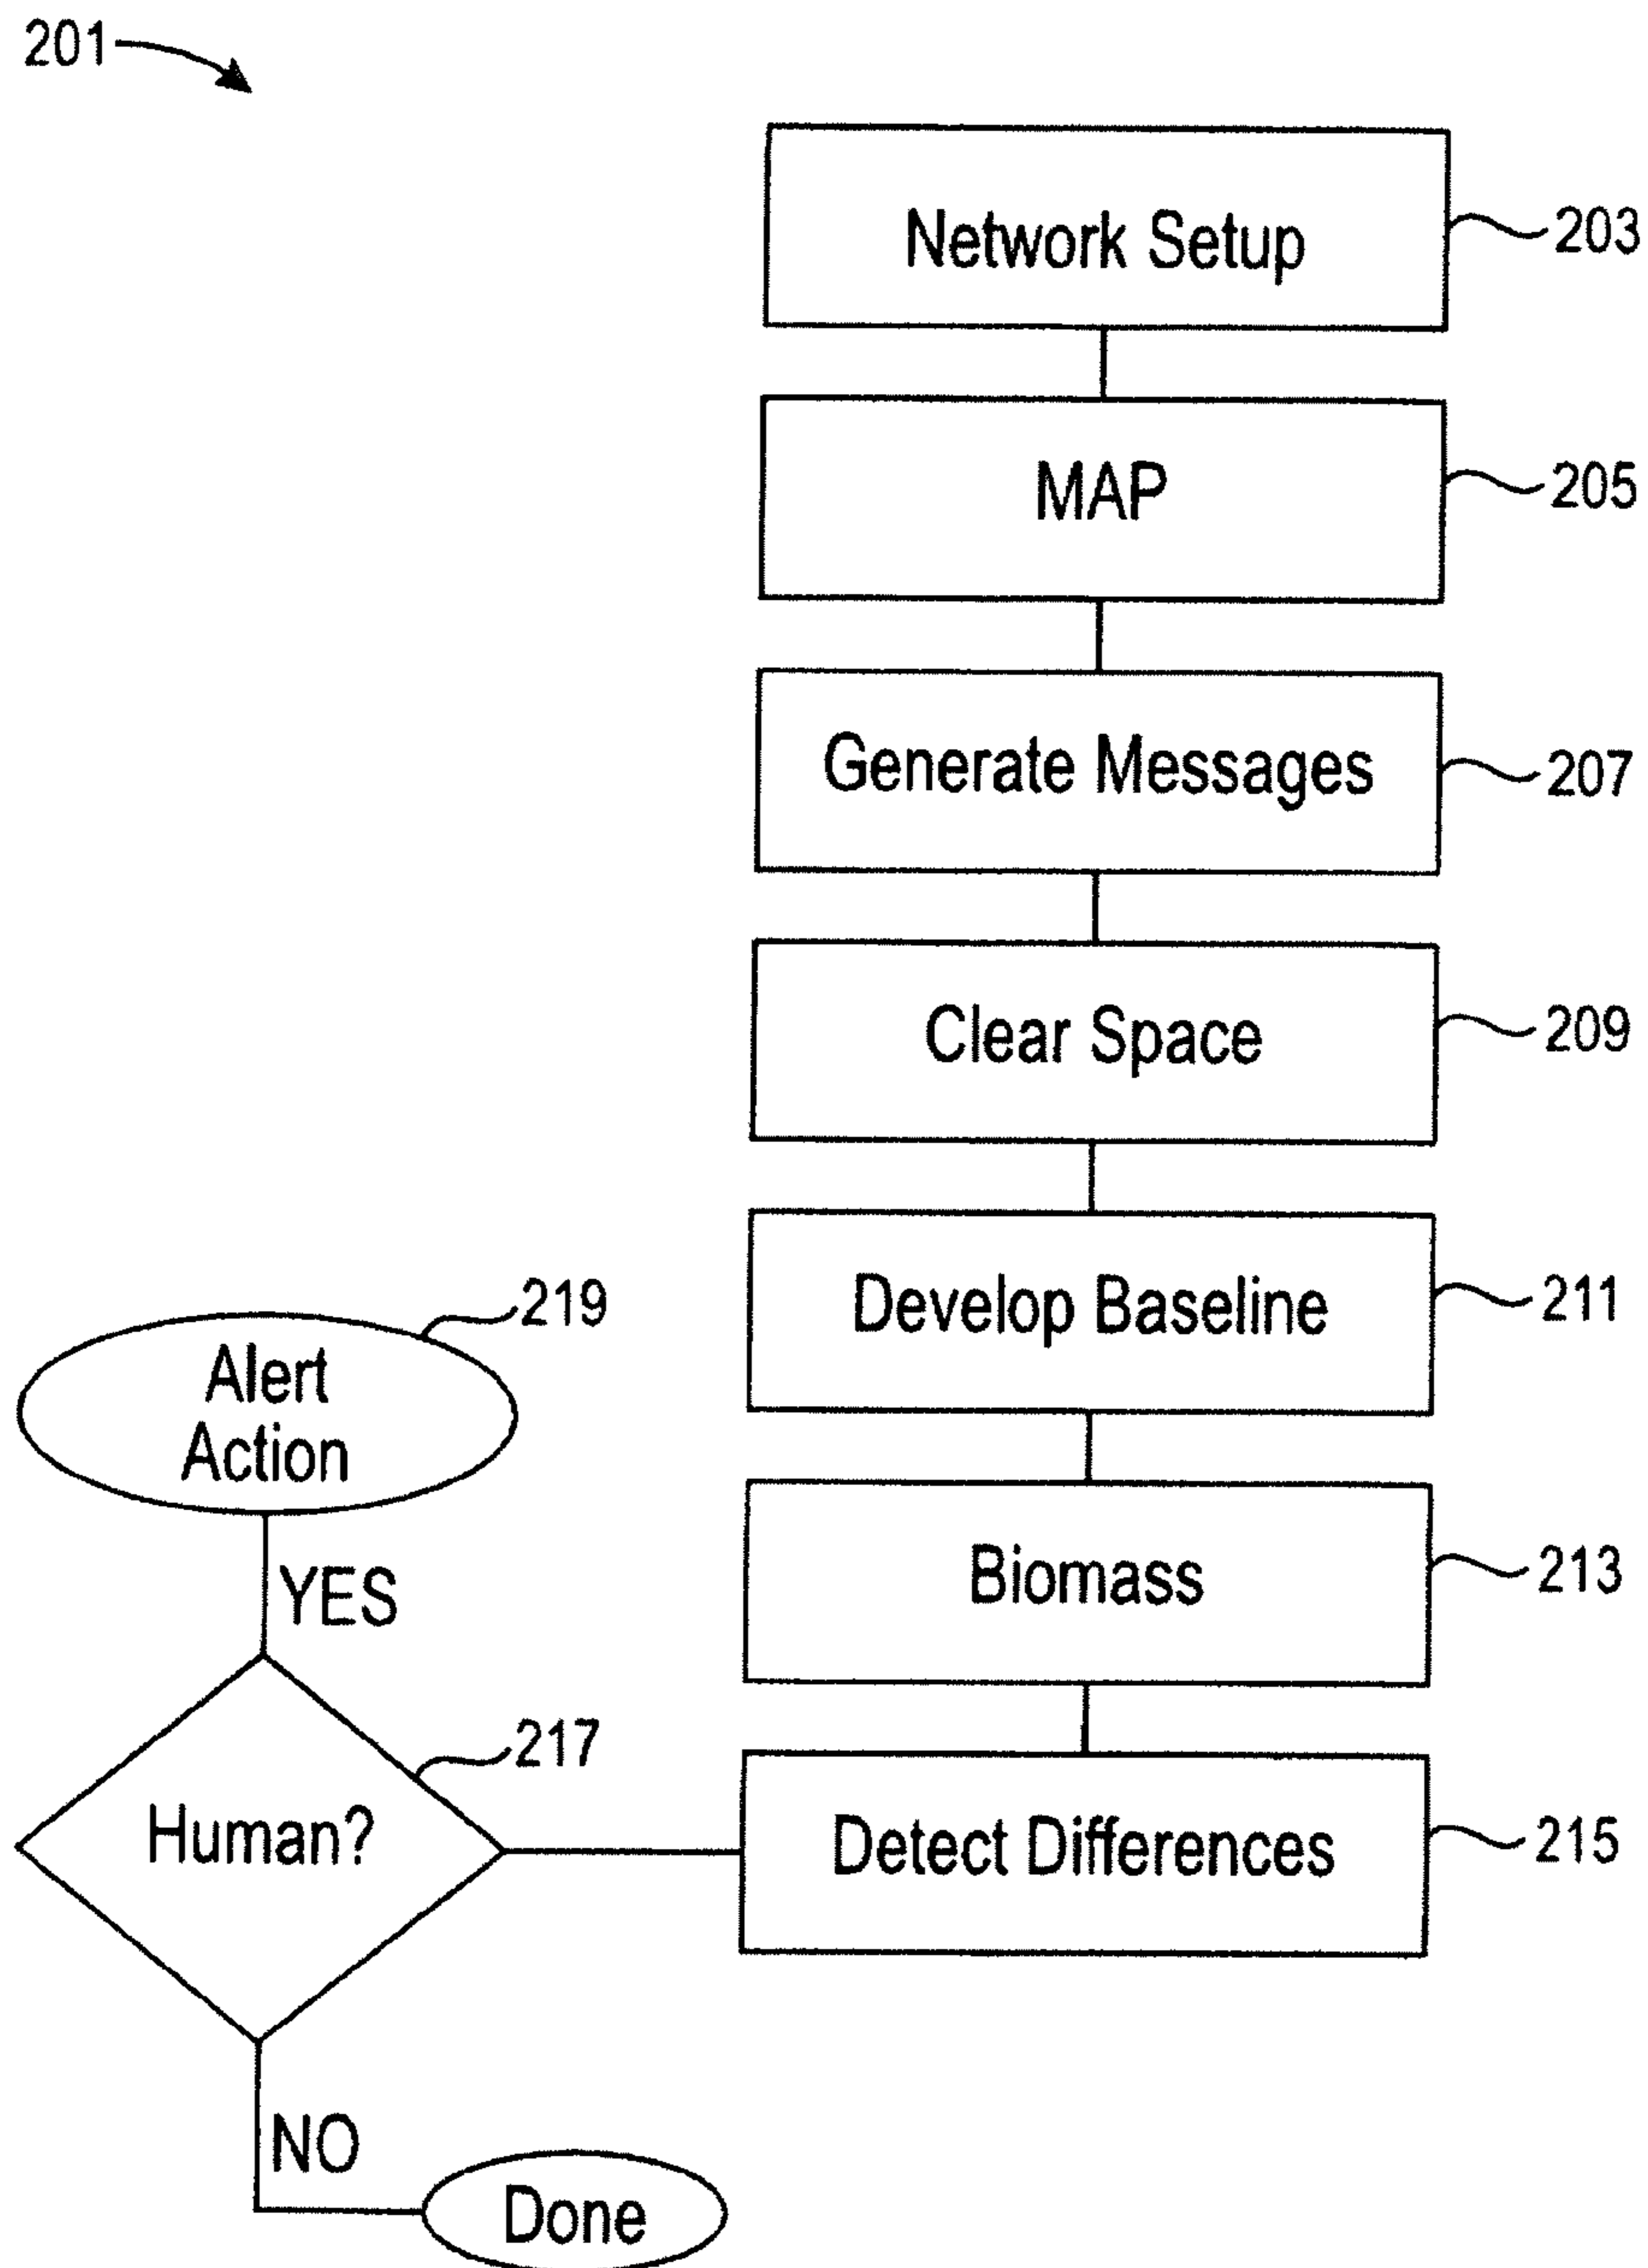 201
Network Setup
203
MAP
205
Generate Messages
207
Clear Space
209
Develop Baseline
211
Biomass
213
Detect Differences
215
Human?
217
YES
Alert
Action
219
NO
Done